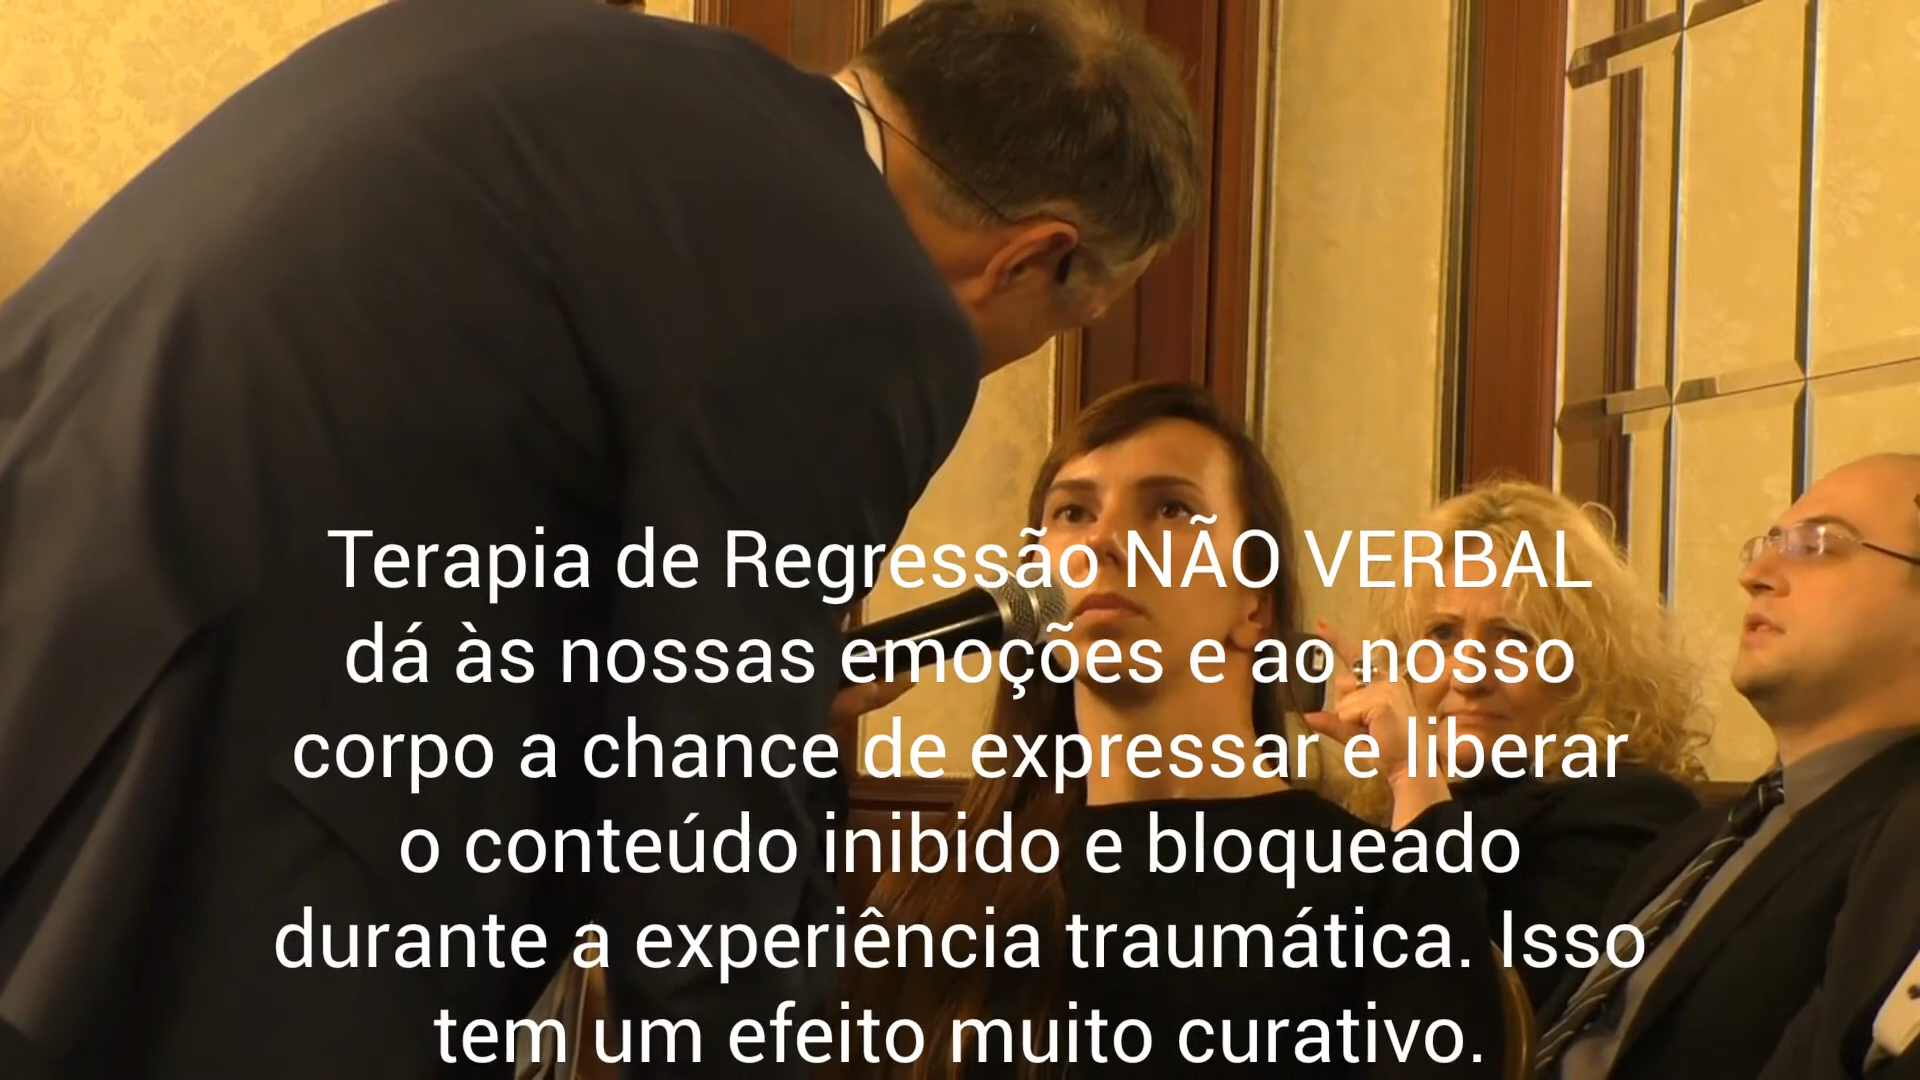 Terapia de Regressão NÃO VERBAL
dá às nossas emoções e ao nosso
corpo a chance de expressar e liberar
o conteúdo inibido e bloqueado
durante a experiência traumática. Isso
tem um efeito muito curativo.